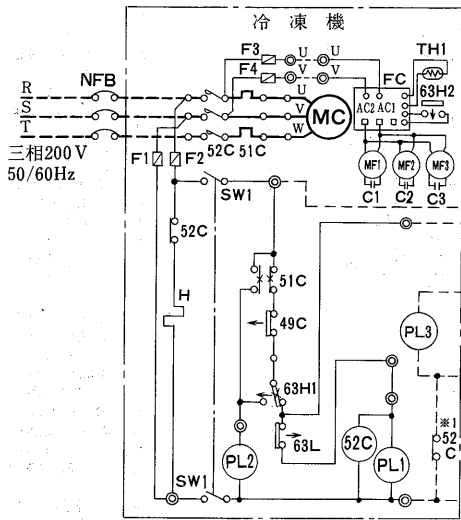 冷凍機
F3 U U TH1
F4 V V FC 63H2
R NFB U
S V MC AC2 AC1
T W
52C 51C
三相200V F1 F2 MF1 MF2 MF3
50/60Hz C1 C2 C3
SW1
52C
51C
H
49C
PL3
63H1
※1
63L 52C 52
C
PL2 PL1
SW1